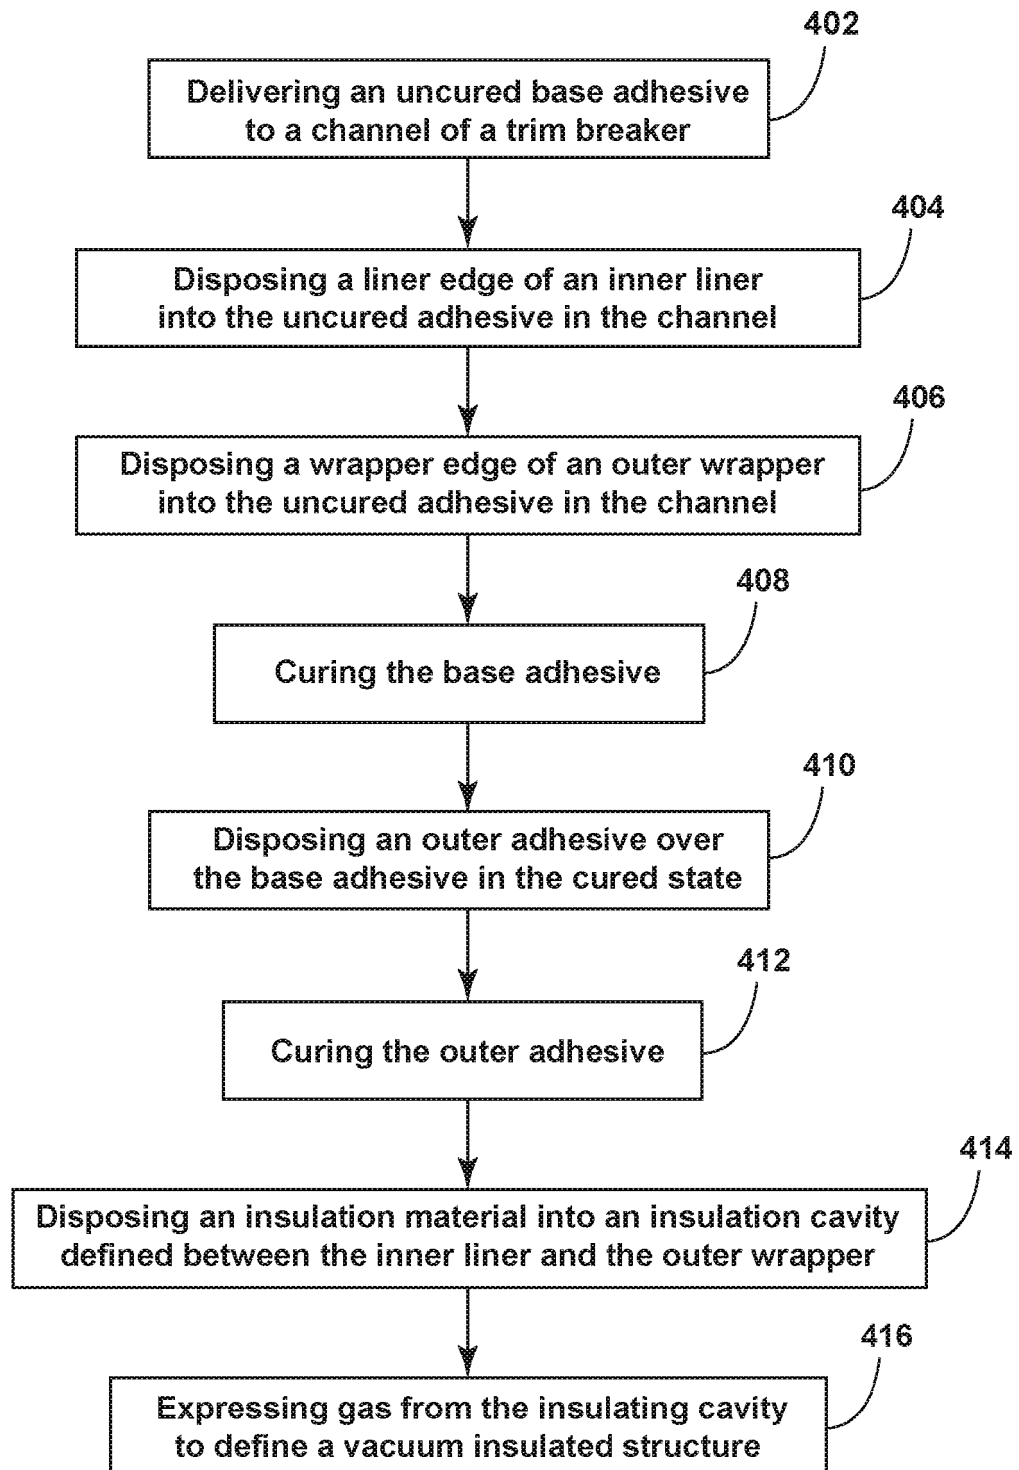 402
Delivering an uncured base adhesive
to a channel of a trim breaker
404
Disposing a liner edge of an inner liner
into the uncured adhesive in the channel
406
Disposing a wrapper edge of an outer wrapper
into the uncured adhesive in the channel
408
Curing the base adhesive
410
Disposing an outer adhesive over
the base adhesive in the cured state
412
Curing the outer adhesive
414
Disposing an insulation material into an insulation cavity
defined between the inner liner and the outer wrapper
416
Expressing gas from the insulating cavity
to define a vacuum insulated structure